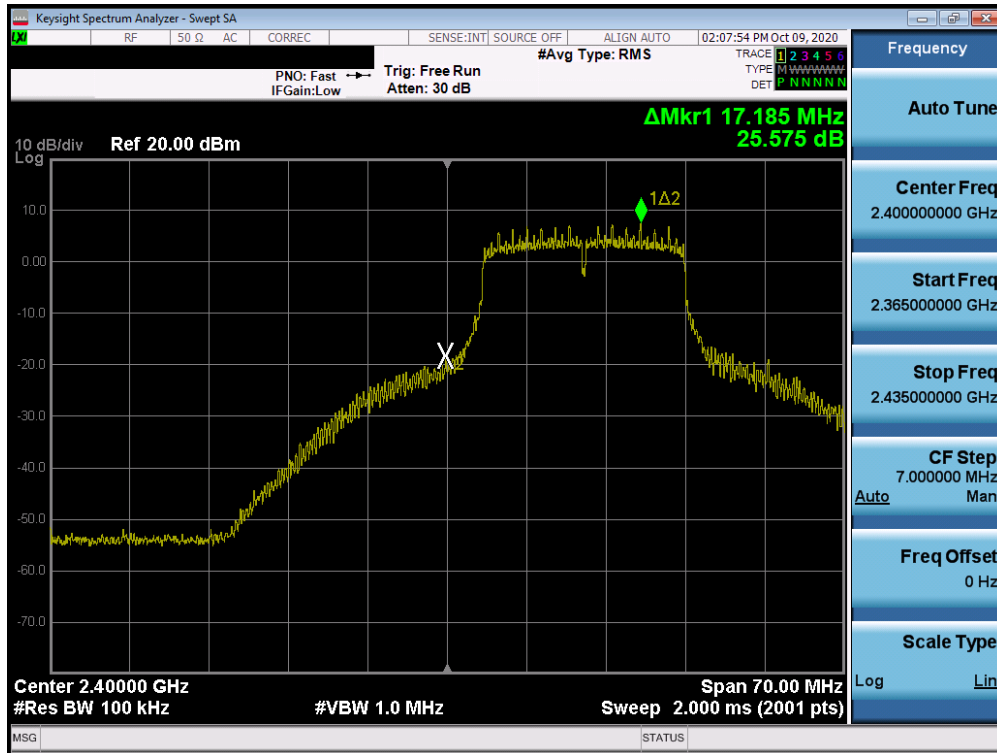 Keysight Spectrum Analyzer - Swept SA
LXI RF 50 Ω AC CORREC SENSE:INT SOURCE OFF ALIGN AUTO 02:07:54 PM Oct 09, 2020
#Avg Type: RMS
PNO: Fast
IFGain:Low
Trig: Free Run
Atten: 30 dB
TRACE 1 2 3 4 5 6
TYPE M W W W W W
DET P N N N N N
ΔMkr1 17.185 MHz
25.575 dB
10 dB/div
Log
Ref 20.00 dBm
10.0
0.00
-10.0
-20.0
-30.0
-40.0
-50.0
-60.0
-70.0
1Δ2
X2
Center 2.40000 GHz
Span 70.00 MHz
#Res BW 100 kHz
#VBW 1.0 MHz
Sweep 2.000 ms (2001 pts)
MSG
STATUS
Frequency
Auto Tune
Center Freq
2.400000000 GHz
Start Freq
2.365000000 GHz
Stop Freq
2.435000000 GHz
CF Step
7.000000 MHz
Auto Man
Freq Offset
0 Hz
Scale Type
Log Lin